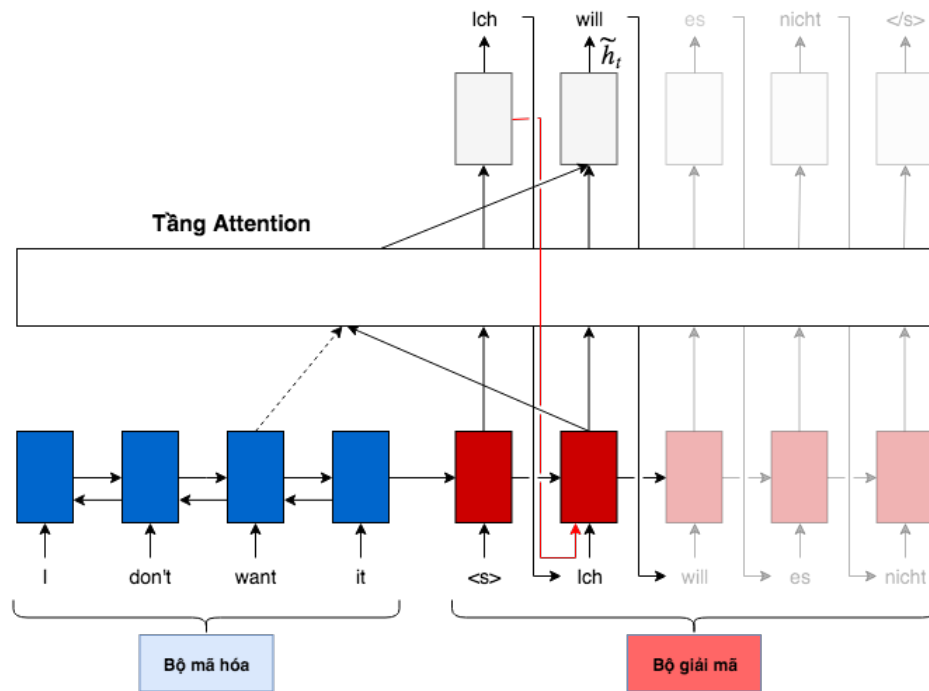 Ich will es nicht </s>
h̃t
Tầng Attention
I don't want it <s> Ich will es nicht
Bộ mã hóa Bộ giải mã